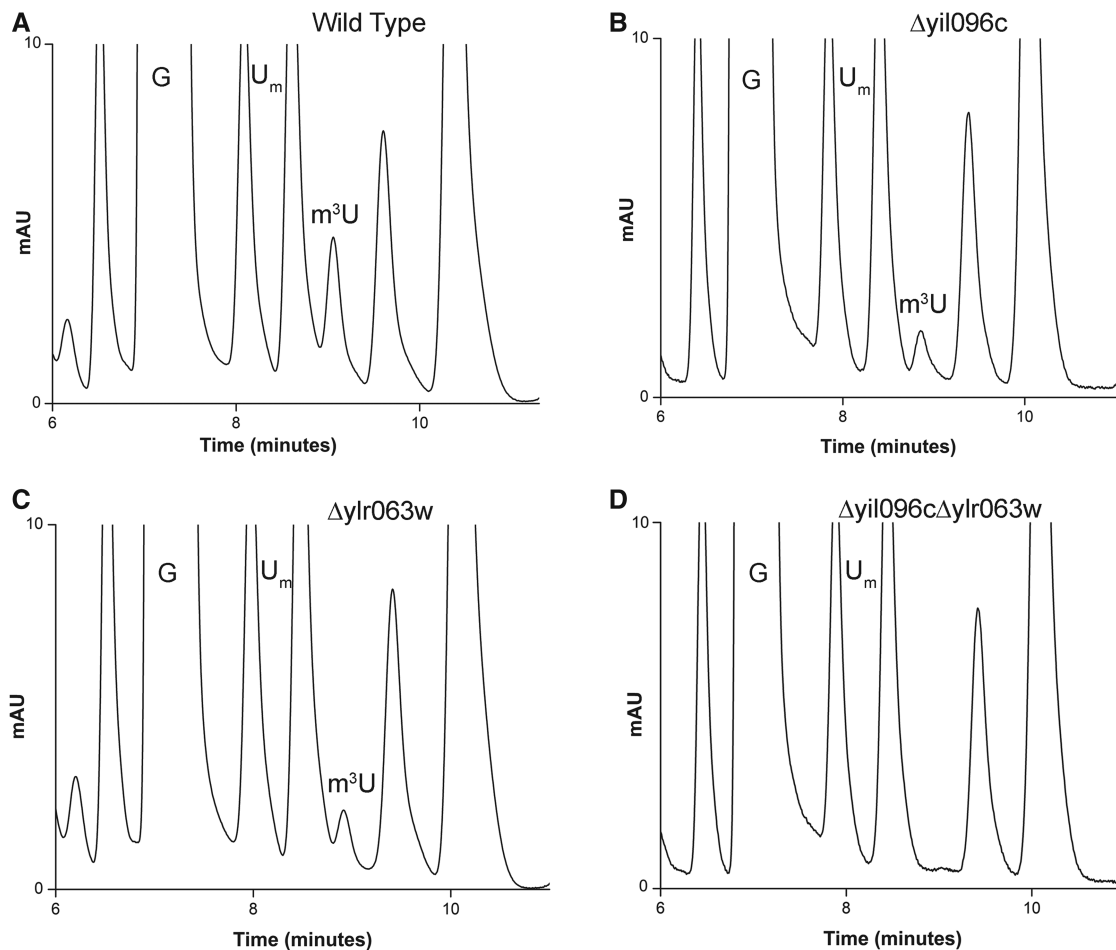 A
Wild Type
10
G
Um
m³U
mAU
0
6
8
10
Time (minutes)
B
Δyil096c
10
G
Um
m³U
mAU
0
6
8
10
Time (minutes)
C
Δylr063w
10
G
Um
m³U
mAU
0
6
8
10
Time (minutes)
D
Δyil096cΔylr063w
10
G
Um
mAU
0
6
8
10
Time (minutes)